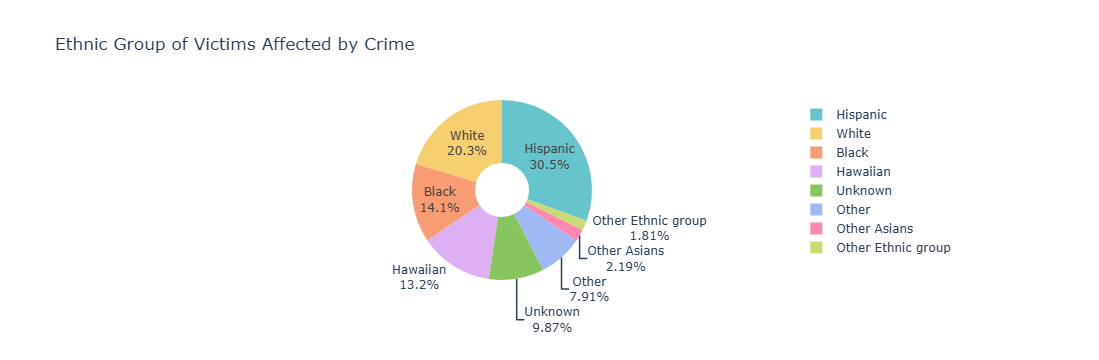 Ethnic Group of Victims Affected by Crime
White
20.3%
Hispanic
30.5%
Black
14.1%
Hawaiian
13.2%
Unknown
9.87%
Other
7.91%
Other Asians
2.19%
Other Ethnic group
1.81%
Hispanic
White
Black
Hawaiian
Unknown
Other
Other Asians
Other Ethnic group